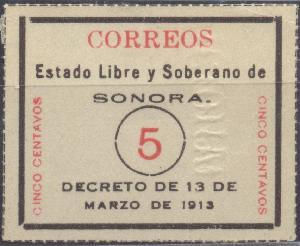 CORREOS
Estado Libre y Soberano de
SONORA.
CINCO CENTAVOS
5
CINCO CENTAVOS
DECRETO DE 13 DE
MARZO DE 1913